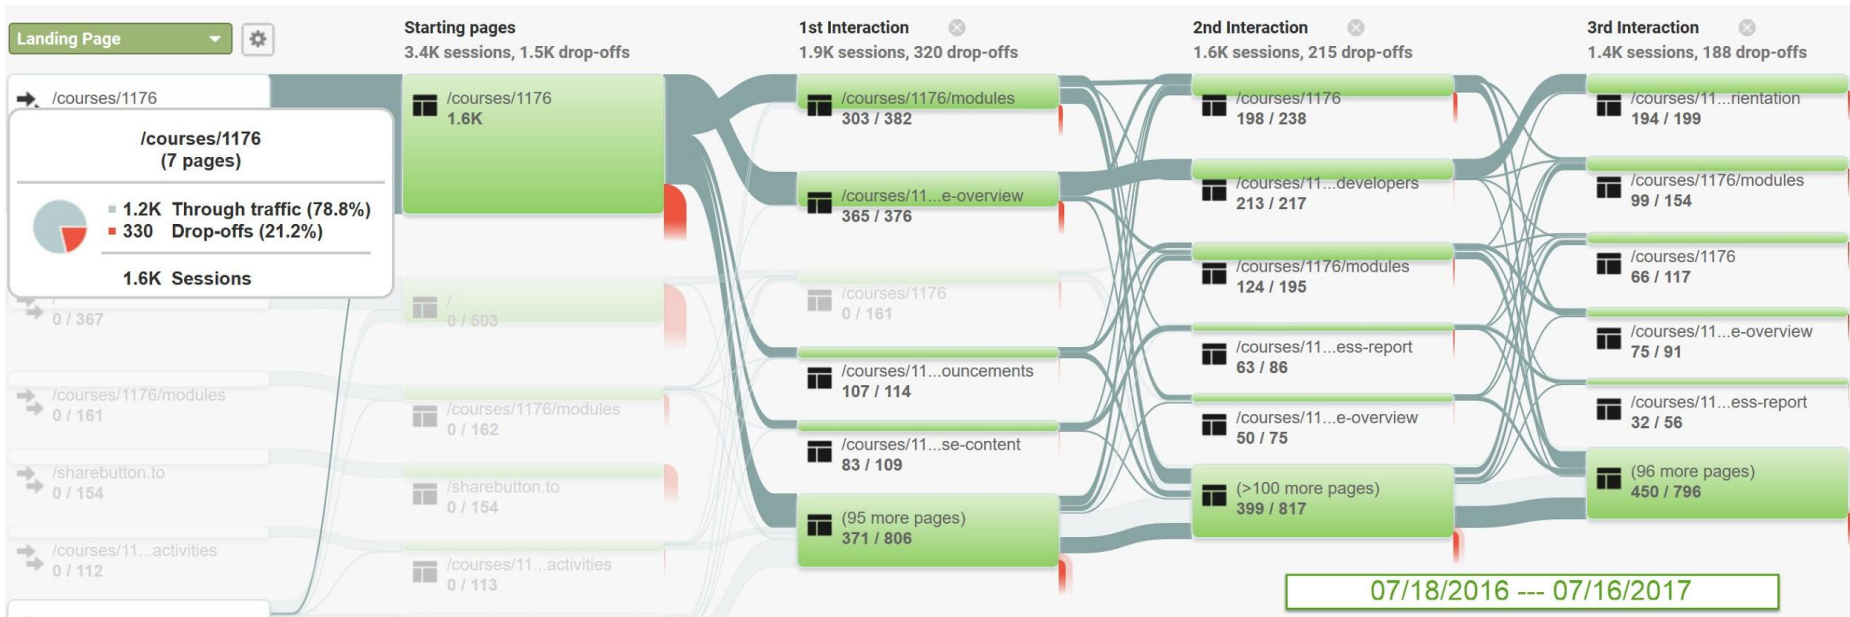 Landing Page
/courses/1176
/courses/1176
(7 pages)
1.2K Through traffic (78.8%)
330 Drop-offs (21.2%)
1.6K Sessions
0 / 367
/courses/1176/modules
0 / 161
/sharebutton.to
0 / 154
/courses/11...activities
0 / 112
Starting pages
3.4K sessions, 1.5K drop-offs
/courses/1176
1.6K
/
0 / 503
/courses/1176/modules
0 / 162
/sharebutton.to
0 / 154
/courses/11...activities
0 / 113
1st Interaction
1.9K sessions, 320 drop-offs
/courses/1176/modules
303 / 382
/courses/11...e-overview
365 / 376
/courses/1176
0 / 161
/courses/11...ouncements
107 / 114
/courses/11...se-content
83 / 109
(95 more pages)
371 / 806
2nd Interaction
1.6K sessions, 215 drop-offs
/courses/1176
198 / 238
/courses/11...developers
213 / 217
/courses/1176/modules
124 / 195
/courses/11...ess-report
63 / 86
/courses/11...e-overview
50 / 75
(>100 more pages)
399 / 817
3rd Interaction
1.4K sessions, 188 drop-offs
/courses/11...rientation
194 / 199
/courses/1176/modules
99 / 154
/courses/1176
66 / 117
/courses/11...e-overview
75 / 91
/courses/11...ess-report
32 / 56
(96 more pages)
450 / 796
07/18/2016 --- 07/16/2017